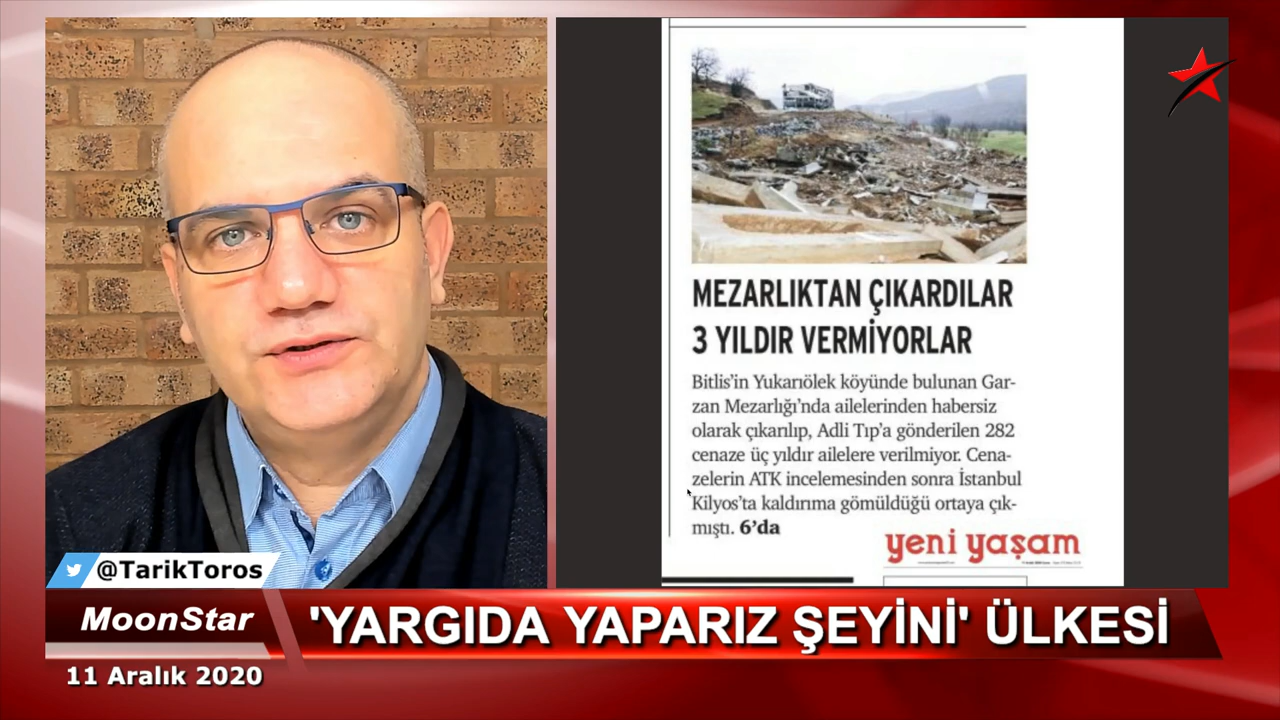 MEZARLIKTAN ÇIKARDILAR
3 YILDIR VERMİYORLAR
Bitlis'in Yukarıölek köyünde bulunan Gar-
zan Mezarlığı'nda ailelerinden habersiz
olarak çıkarılıp, Adli Tıp'a gönderilen 282
cenaze üç yıldır ailelere verilmiyor. Cena-
zelerin ATK incelemesinden sonra İstanbul
Kilyos'ta kaldırıma gömüldüğü ortaya çık-
mıştı. 6'da
yeni yaşam
@TarikToros
MoonStar
'YARGIDA YAPARIZ ŞEYİNİ' ÜLKESİ
11 Aralık 2020